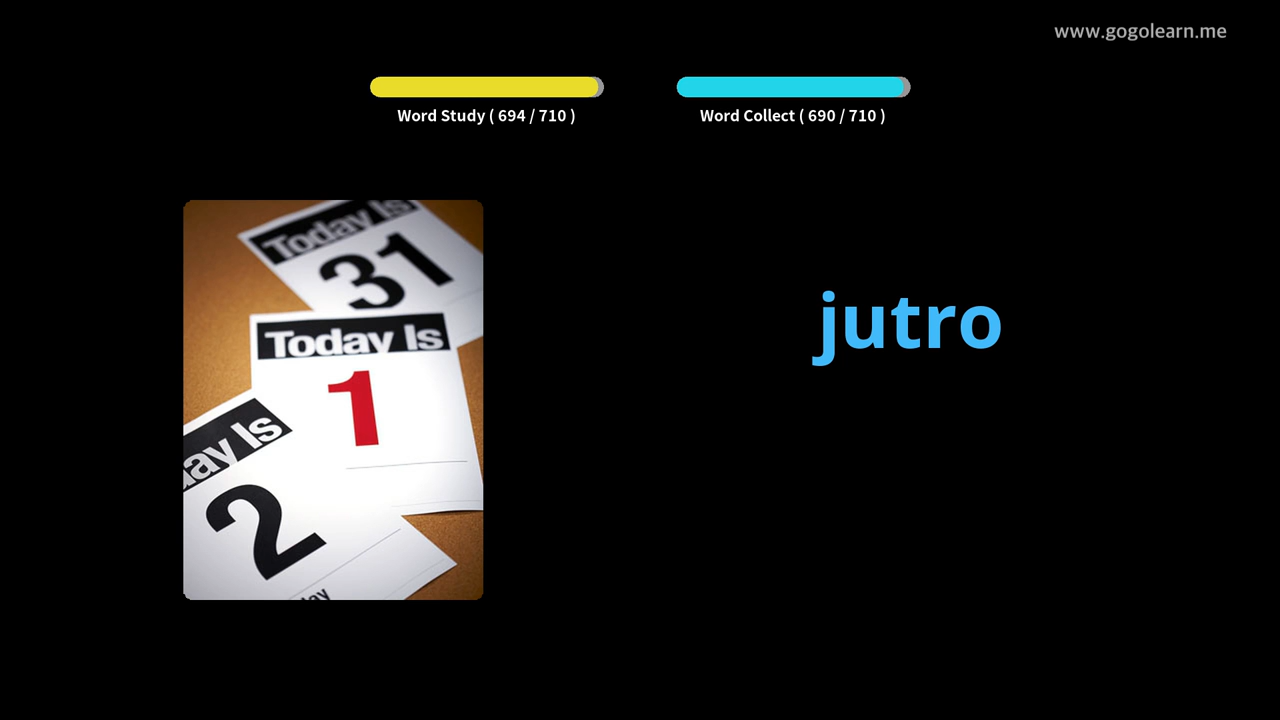 www.gogolearn.me
Word Study ( 694 / 710 )
Word Collect ( 690 / 710 )
Today Is
31
Today Is
1
jutro
ay Is
2